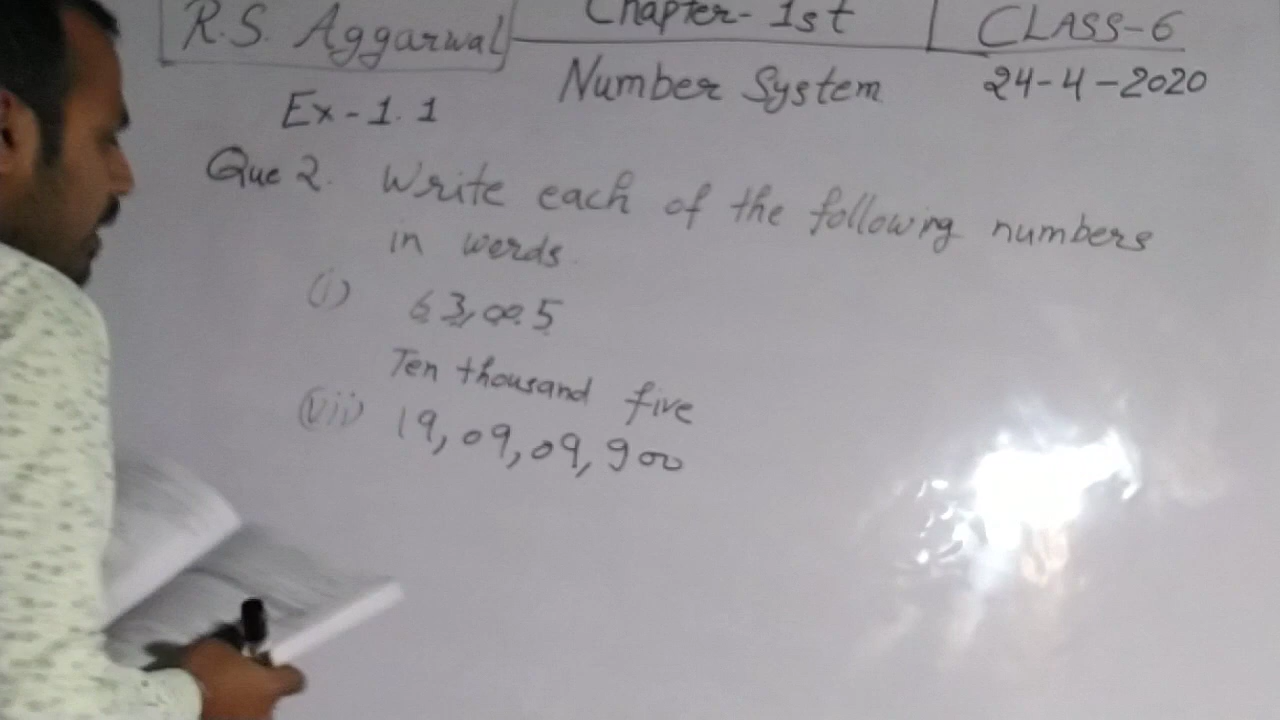 R.S. Aggarwal
Chapter- 1st
CLASS-6
Number System
24-4-2020
Ex-1.1
Que 2. Write each of the following numbers
in words.
(i) 63,005
Ten thousand five
(vii) 19,09,09,900